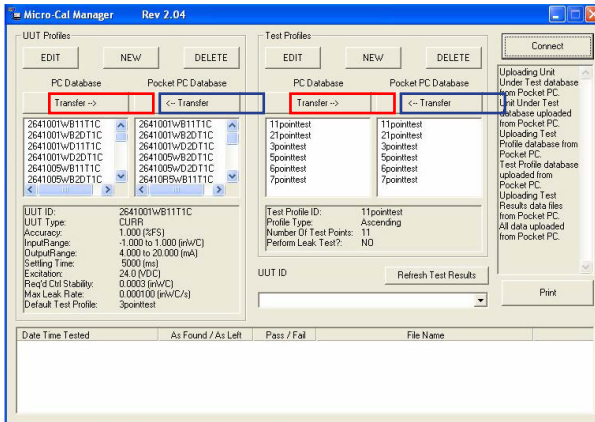 Micro-Cal Manager Rev 2.04
UUT Profiles
EDIT NEW DELETE
PC Database Pocket PC Database
Transfer --> <-- Transfer
2641001WB11T1C
2641001WB2DT1C
2641001WD11T1C
2641001WD2DT1C
2641005WB11T1C
2641005WB2DT1C
2641001WB11T1C
2641001WB2DT1C
2641001WB2DT1C
2641001WD2DT1C
2641005WB11T1C
26410R5WB11T1C
UUT ID: 2641001WB11T1C
UUT Type: CURR
Accuracy: 1.000 (%FS)
InputRange: -1.000 to 1.000 (inWC)
OutputRange: 4.000 to 20.000 (mA)
Settling Time: 5000 (ms)
Excitation: 24.0 (VDC)
Req'd Ctrl Stability: 0.0003 (inWC)
Max Leak Rate: 0.000100 (inWC/s)
Default Test Profile: 3pointtest
Test Profiles
EDIT NEW DELETE
PC Database Pocket PC Database
Transfer --> <-- Transfer
11pointtest
21pointtest
3pointtest
5pointtest
6pointtest
7pointtest
11pointtest
21pointtest
3pointtest
5pointtest
6pointtest
7pointtest
Test Profile ID: 11pointtest
Profile Type: Ascending
Number Of Test Points: 11
Perform Leak Test?: NO
UUT ID
Refresh Test Results
Connect
Uploading Unit
Under Test database
from Pocket PC.
Unit Under Test
database uploaded
from Pocket PC.
Uploading Test
Profile database from
Pocket PC.
Test Profile database
uploaded from
Pocket PC.
Uploading Test
Results data files
from Pocket PC.
All data uploaded
from Pocket PC.
Print
Date Time Tested As Found / As Left Pass / Fail File Name